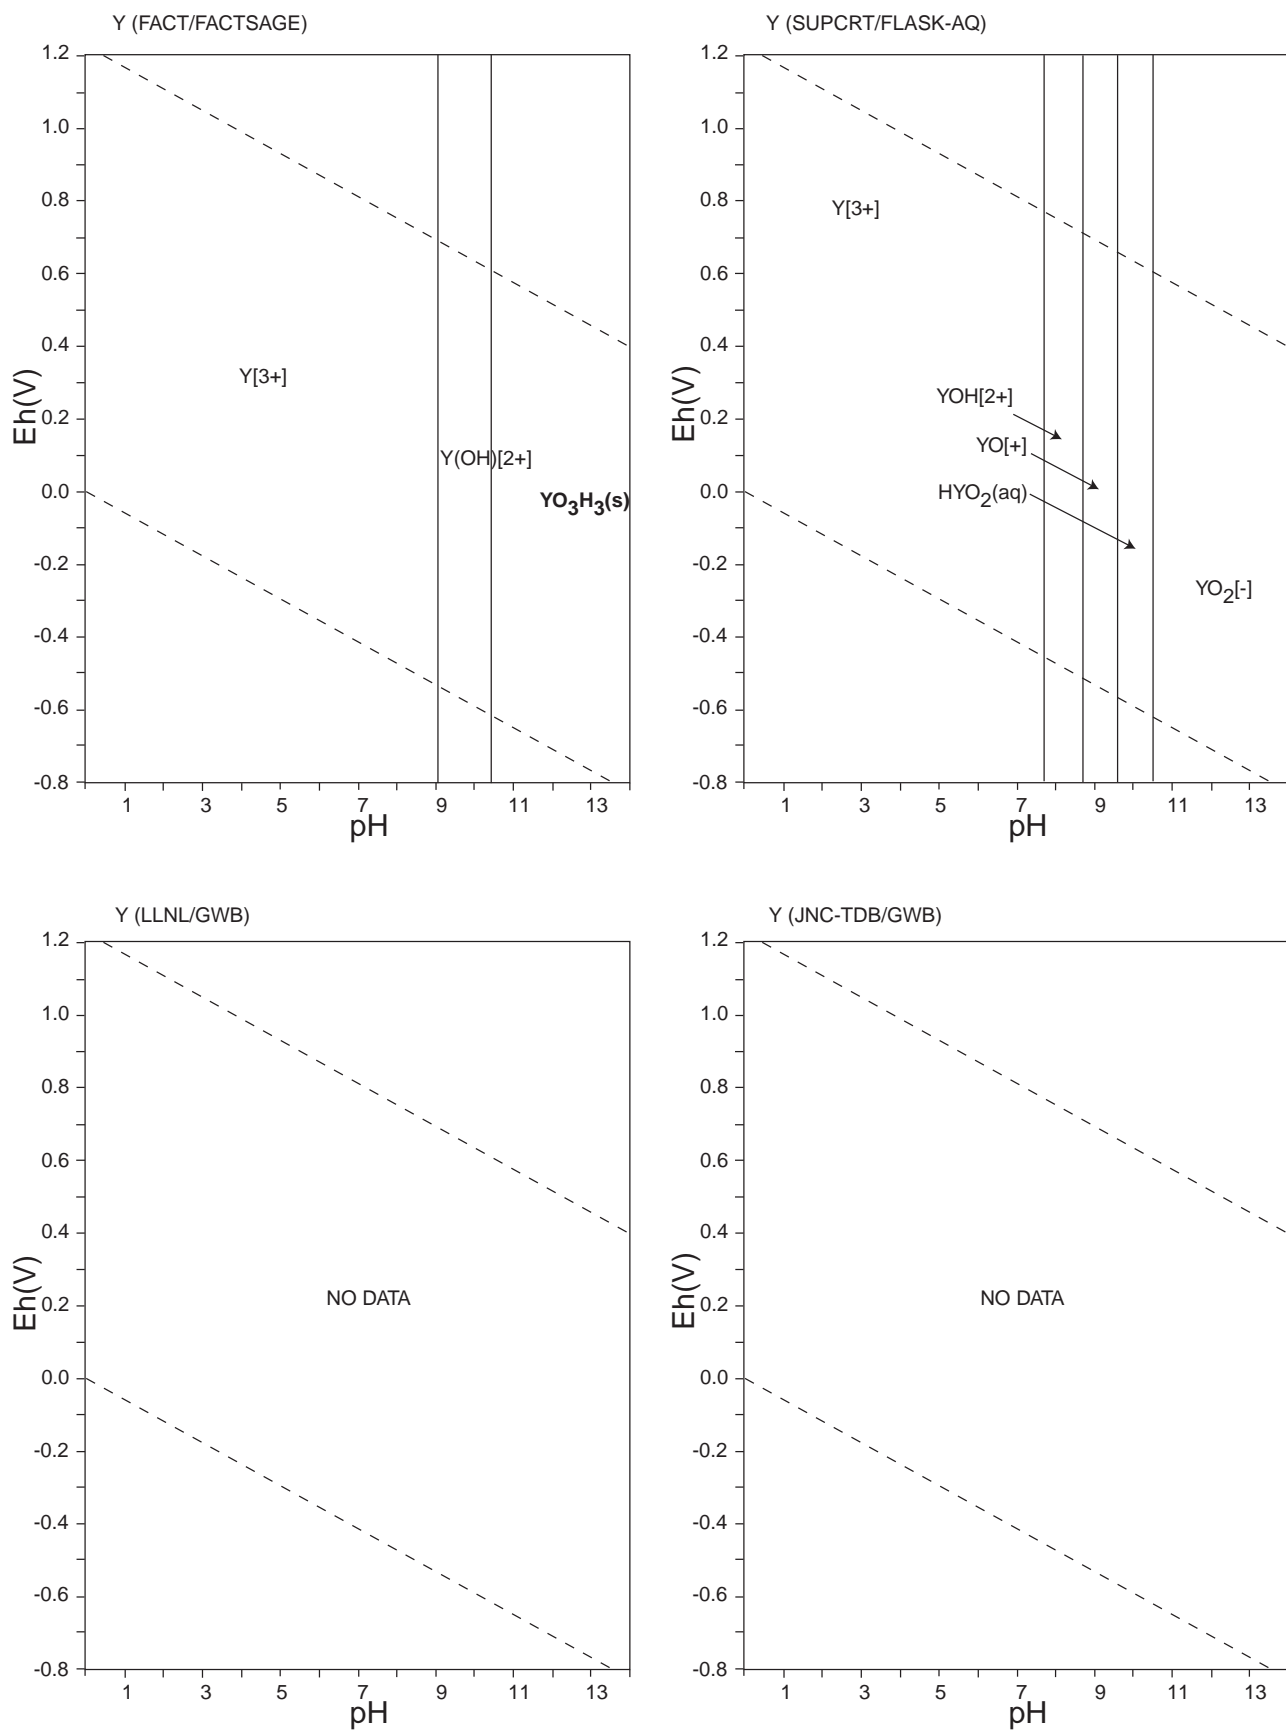 Y (FACT/FACTSAGE)
1.2
1.0
0.8
0.6
0.4
0.2
0.0
-0.2
-0.4
-0.6
-0.8
Eh(V)
Y[3+]
Y(OH)[2+]
YO3H3(s)
1 3 5 7 9 11 13
pH
Y (SUPCRT/FLASK-AQ)
1.2
1.0
0.8
0.6
0.4
0.2
0.0
-0.2
-0.4
-0.6
-0.8
Eh(V)
Y[3+]
YOH[2+]
YO[+]
HYO2(aq)
YO2[-]
1 3 5 7 9 11 13
pH
Y (LLNL/GWB)
1.2
1.0
0.8
0.6
0.4
0.2
0.0
-0.2
-0.4
-0.6
-0.8
Eh(V)
NO DATA
1 3 5 7 9 11 13
pH
Y (JNC-TDB/GWB)
1.2
1.0
0.8
0.6
0.4
0.2
0.0
-0.2
-0.4
-0.6
-0.8
Eh(V)
NO DATA
1 3 5 7 9 11 13
pH